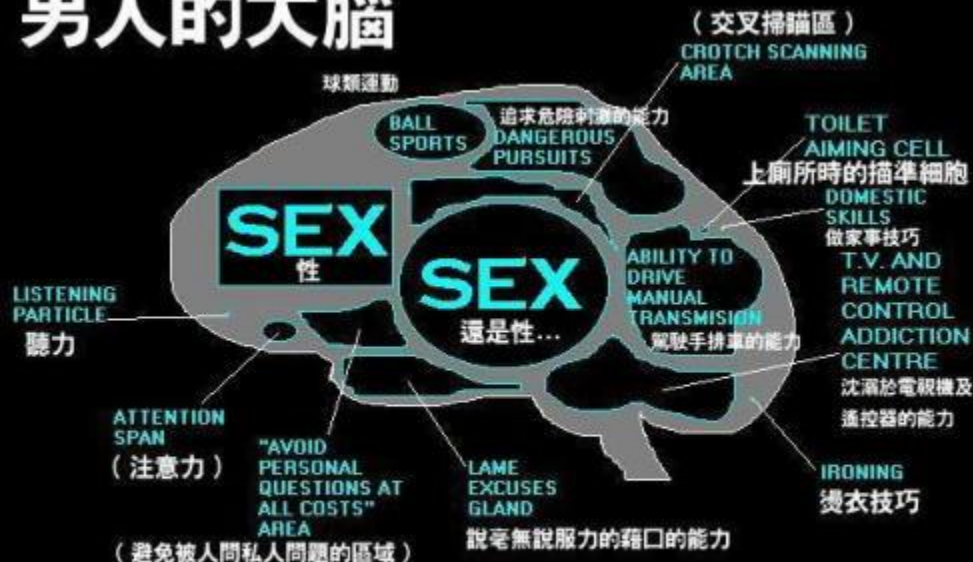 男人的大腦
（交叉掃瞄區）
CROTCH SCANNING
AREA
球類運動
BALL
SPORTS
追求危險刺激的能力
DANGEROUS
PURSUITS
TOILET
AIMING CELL
上廁所時的描準細胞
DOMESTIC
SKILLS
做家事技巧
SEX
性
SEX
還是性...
ABILITY TO
DRIVE
MANUAL
TRANSMISION
駕駛手排車的能力
T.V. AND
REMOTE
CONTROL
ADDICTION
CENTRE
沈溺於電視機及
遙控器的能力
LISTENING
PARTICLE
聽力
ATTENTION
SPAN
（注意力）
"AVOID
PERSONAL
QUESTIONS AT
ALL COSTS"
AREA
（避免被人問私人問題的區域）
LAME
EXCUSES
GLAND
說毫無說服力的藉口的能力
IRONING
燙衣技巧